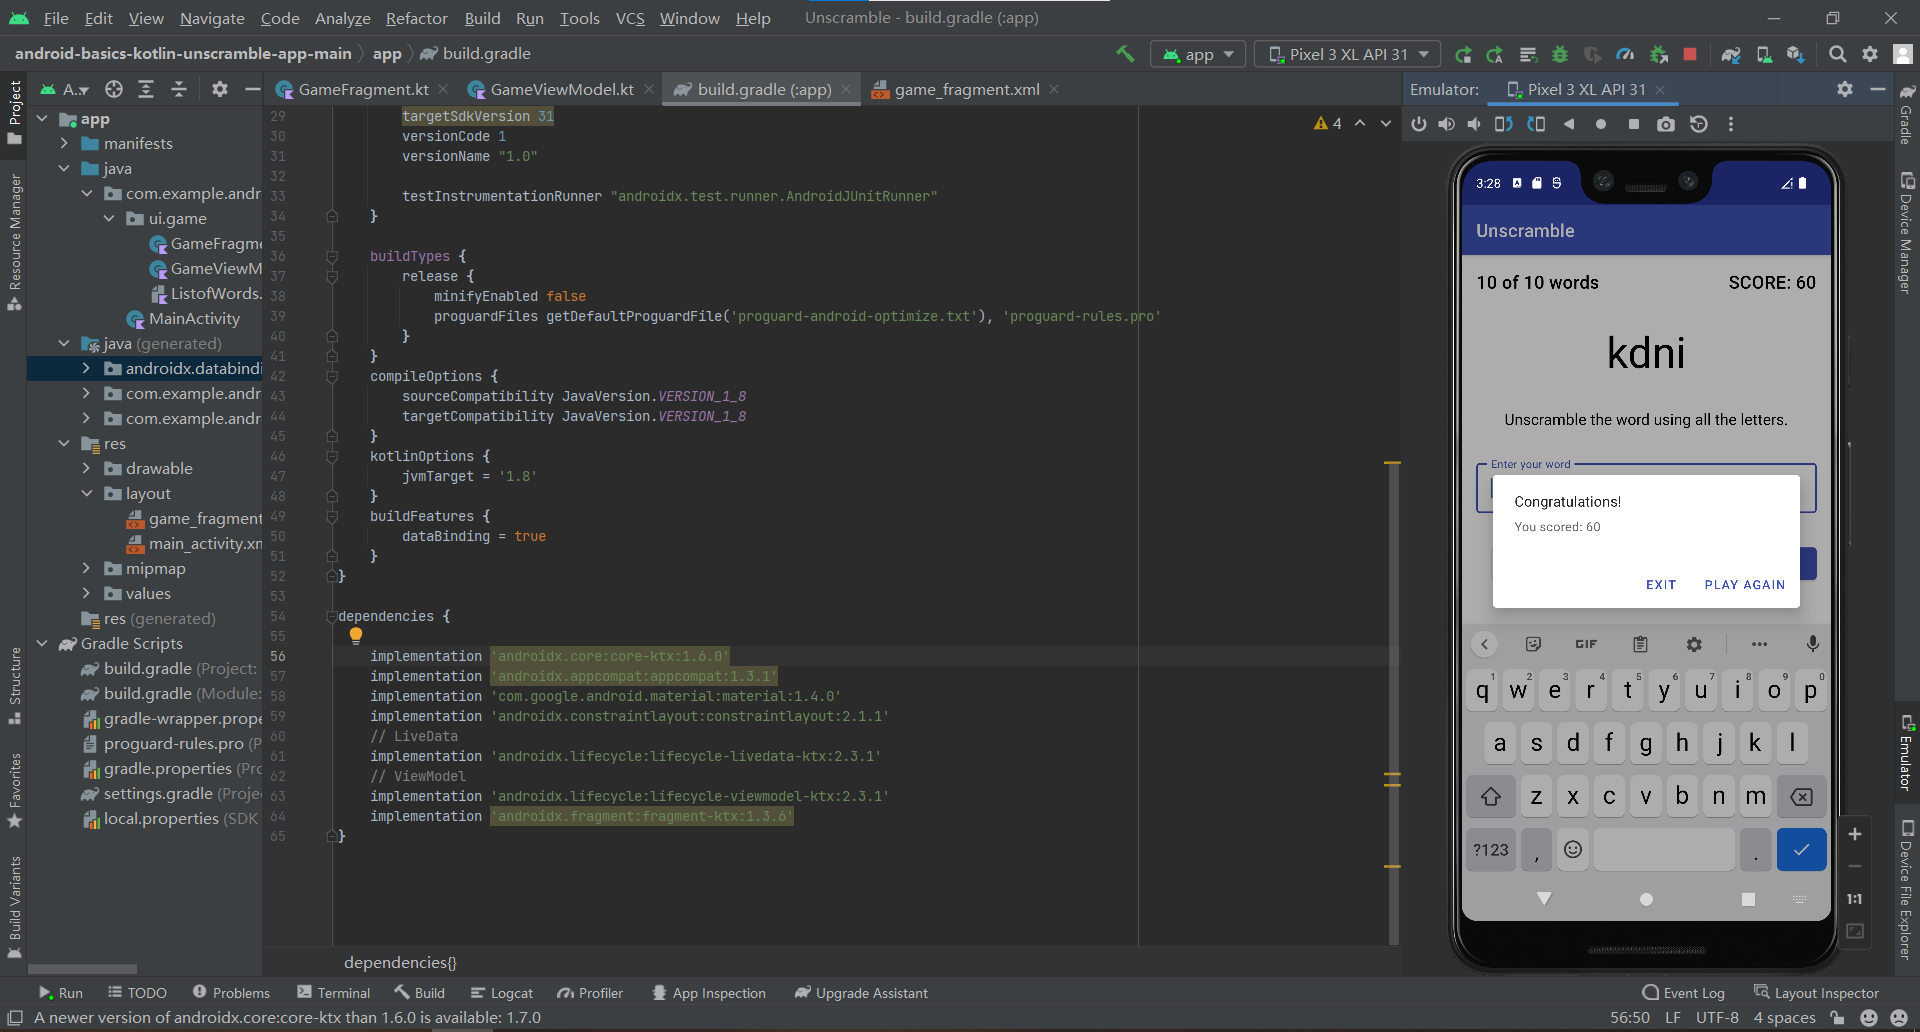 File Edit View Navigate Code Analyze Refactor Build Run Tools VCS Window Help Unscramble - build.gradle (:app)
android-basics-kotlin-unscramble-app-main app build.gradle
app Pixel 3 XL API 31
Project
Resource Manager
Structure
Favorites
Build Variants
A...
app
manifests
java
com.example.andr
ui.game
GameFragme
GameViewM
ListofWords.
MainActivity
java (generated)
androidx.databindi
com.example.andr
com.example.andr
res
drawable
layout
game_fragment
main_activity.xm
mipmap
values
res (generated)
Gradle Scripts
build.gradle (Project:
build.gradle (Module:
gradle-wrapper.prope
proguard-rules.pro (P
gradle.properties (Pro
settings.gradle (Proje
local.properties (SDK
GameFragment.kt GameViewModel.kt build.gradle (:app) game_fragment.xml
4
29 targetSdkVersion 31
30 versionCode 1
31 versionName "1.0"
32
33 testInstrumentationRunner "androidx.test.runner.AndroidJUnitRunner"
34 }
35
36 buildTypes {
37 release {
38 minifyEnabled false
39 proguardFiles getDefaultProguardFile('proguard-android-optimize.txt'), 'proguard-rules.pro'
40 }
41 }
42 compileOptions {
43 sourceCompatibility JavaVersion.VERSION_1_8
44 targetCompatibility JavaVersion.VERSION_1_8
45 }
46 kotlinOptions {
47 jvmTarget = '1.8'
48 }
49 buildFeatures {
50 dataBinding = true
51 }
52 }
53
54 dependencies {
55
56 implementation 'androidx.core:core-ktx:1.6.0'
57 implementation 'androidx.appcompat:appcompat:1.3.1'
58 implementation 'com.google.android.material:material:1.4.0'
59 implementation 'androidx.constraintlayout:constraintlayout:2.1.1'
60 // LiveData
61 implementation 'androidx.lifecycle:lifecycle-livedata-ktx:2.3.1'
62 // ViewModel
63 implementation 'androidx.lifecycle:lifecycle-viewmodel-ktx:2.3.1'
64 implementation 'androidx.fragment:fragment-ktx:1.3.6'
65 }
dependencies{}
Emulator: Pixel 3 XL API 31
3:28
Unscramble
10 of 10 words SCORE: 60
kdni
Unscramble the word using all the letters.
Enter your word
Congratulations!
You scored: 60
EXIT PLAY AGAIN
GIF
q1 w2 e3 r4 t5 y6 u7 i8 o9 p0
a s d f g h j k l
z x c v b n m
?123 , .
1:1
Gradle
Device Manager
Emulator
Device File Explorer
Run TODO Problems Terminal Build Logcat Profiler App Inspection Upgrade Assistant Event Log Layout Inspector
A newer version of androidx.core:core-ktx than 1.6.0 is available: 1.7.0 56:50 LF UTF-8 4 spaces